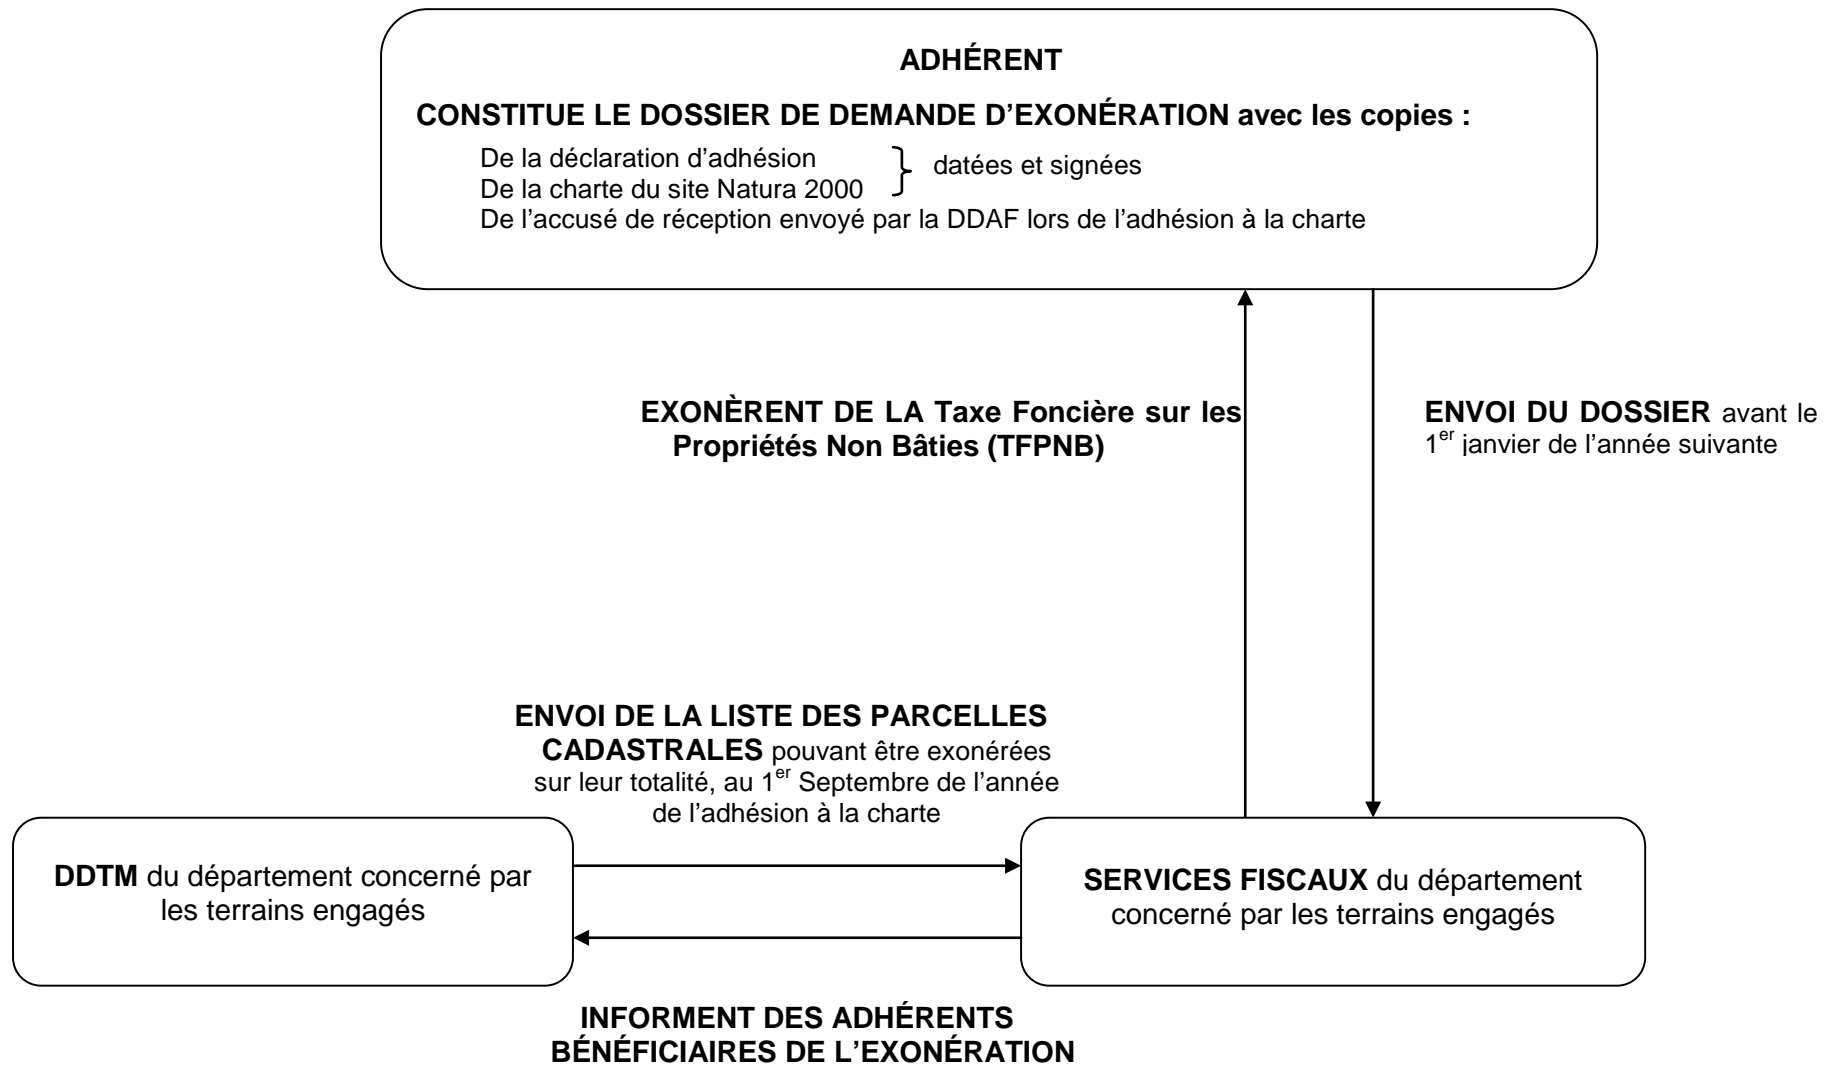 ADHÉRENT
CONSTITUE LE DOSSIER DE DEMANDE D’EXONÉRATION avec les copies :
De la déclaration d’adhésion
De la charte du site Natura 2000
datées et signées
De l’accusé de réception envoyé par la DDAF lors de l’adhésion à la charte
EXONÈRENT DE LA Taxe Foncière sur les
Propriétés Non Bâties (TFPNB)
ENVOI DU DOSSIER avant le
1er janvier de l’année suivante
ENVOI DE LA LISTE DES PARCELLES
CADASTRALES pouvant être exonérées
sur leur totalité, au 1er Septembre de l’année
de l’adhésion à la charte
DDTM du département concerné par
les terrains engagés
SERVICES FISCAUX du département
concerné par les terrains engagés
INFORMENT DES ADHÉRENTS
BÉNÉFICIAIRES DE L’EXONÉRATION